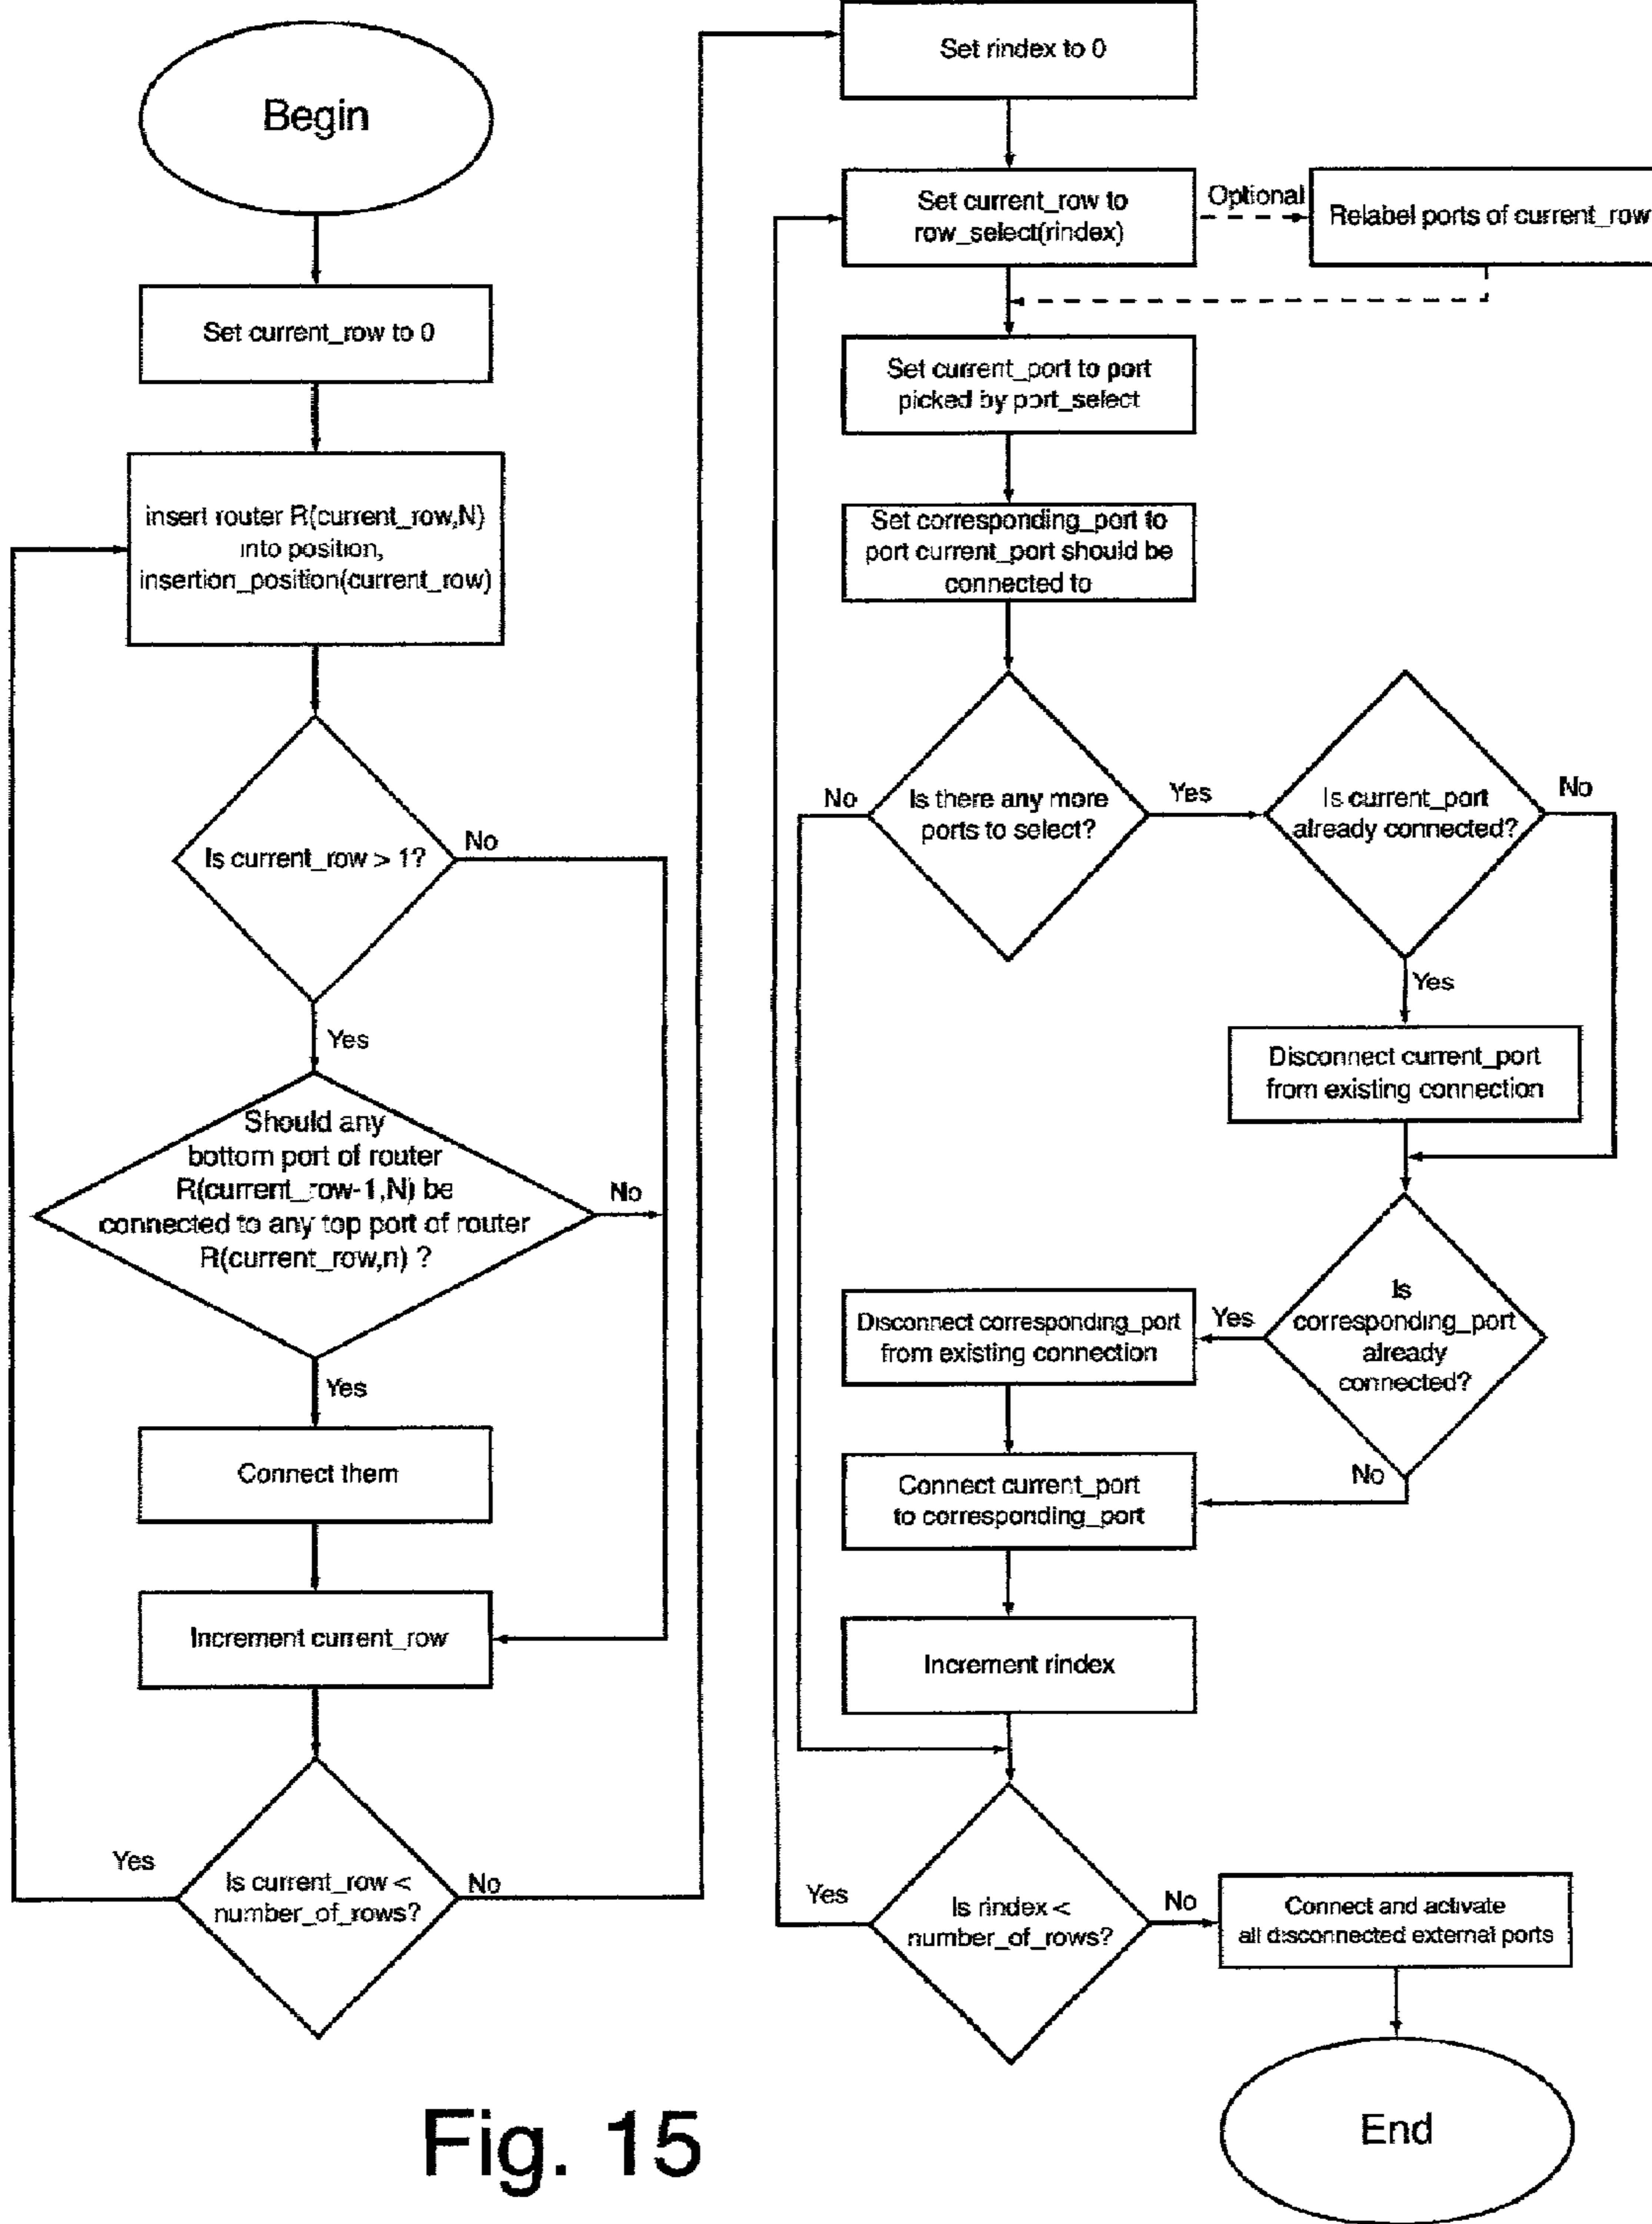 Begin
Set current_row to 0
insert router R(current_row,N)
into position,
insertion_position(current_row)
Is current_row > 1?
No
Yes
Should any
bottom port of router
R(current_row-1,N) be
connected to any top port of router
R(current_row,n) ?
No
Yes
Connect them
Increment current_row
Is current_row <
number_of_rows?
Yes
No
Set rindex to 0
Set current_row to
row_select(rindex)
Optional
Relabel ports of current_row
Set current_port to port
picked by port_select
Set corresponding_port to
port current_port should be
connected to
Is there any more
ports to select?
No
Yes
Is current_port
already connected?
No
Yes
Disconnect current_port
from existing connection
Is
corresponding_port
already
connected?
Yes
No
Disconnect corresponding_port
from existing connection
Connect current_port
to corresponding_port
Increment rindex
Is rindex <
number_of_rows?
Yes
No
Connect and activate
all disconnected external ports
End
Fig. 15